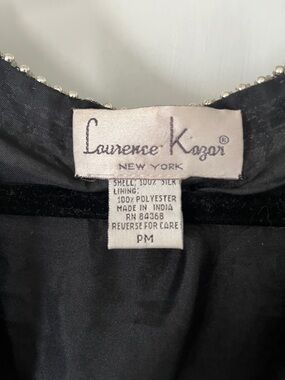 Laurence Kazar®
NEW YORK
SHELL: 100% SILK
LINING:
100% POLYESTER
MADE IN INDIA
RN 84368
REVERSE FOR CARE
PM